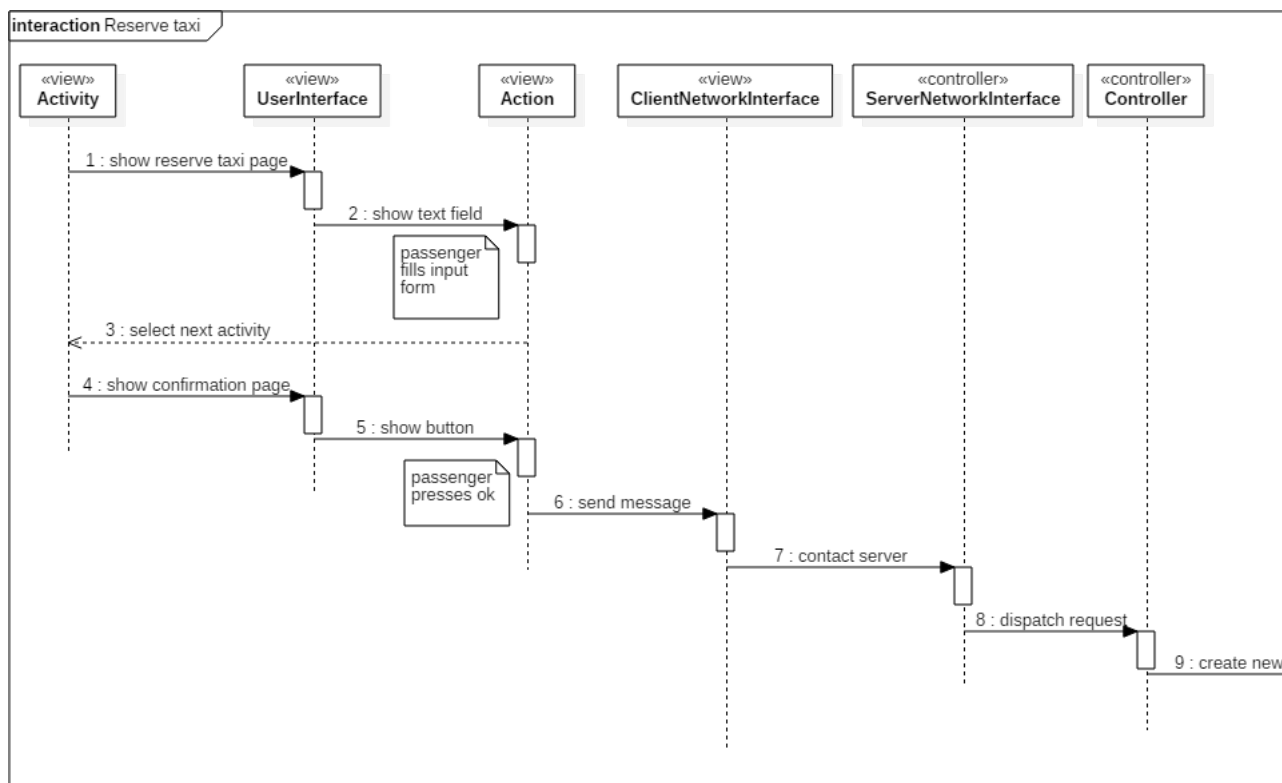 interaction Reserve taxi
«view»
Activity
«view»
UserInterface
«view»
Action
«view»
ClientNetworkInterface
«controller»
ServerNetworkInterface
«controller»
Controller
1 : show reserve taxi page
2 : show text field
passenger
fills input
form
3 : select next activity
4 : show confirmation page
5 : show button
passenger
presses ok
6 : send message
7 : contact server
8 : dispatch request
9 : create new